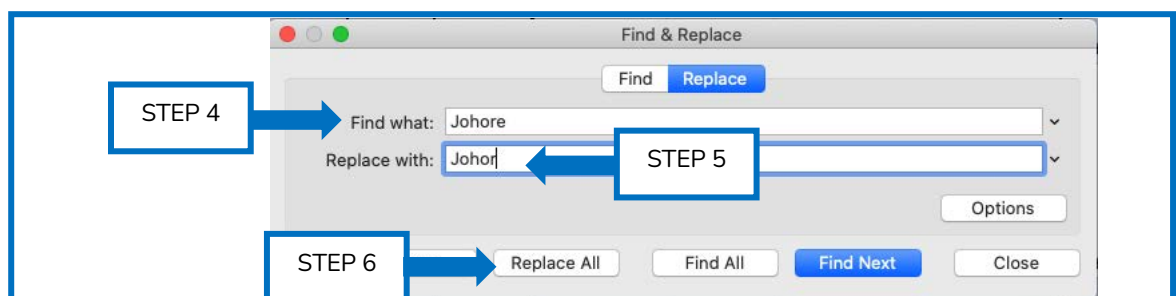 Find & Replace
Find Replace
STEP 4
Find what: Johore
Replace with: Johor
STEP 5
Options
STEP 6
Replace All Find All Find Next Close